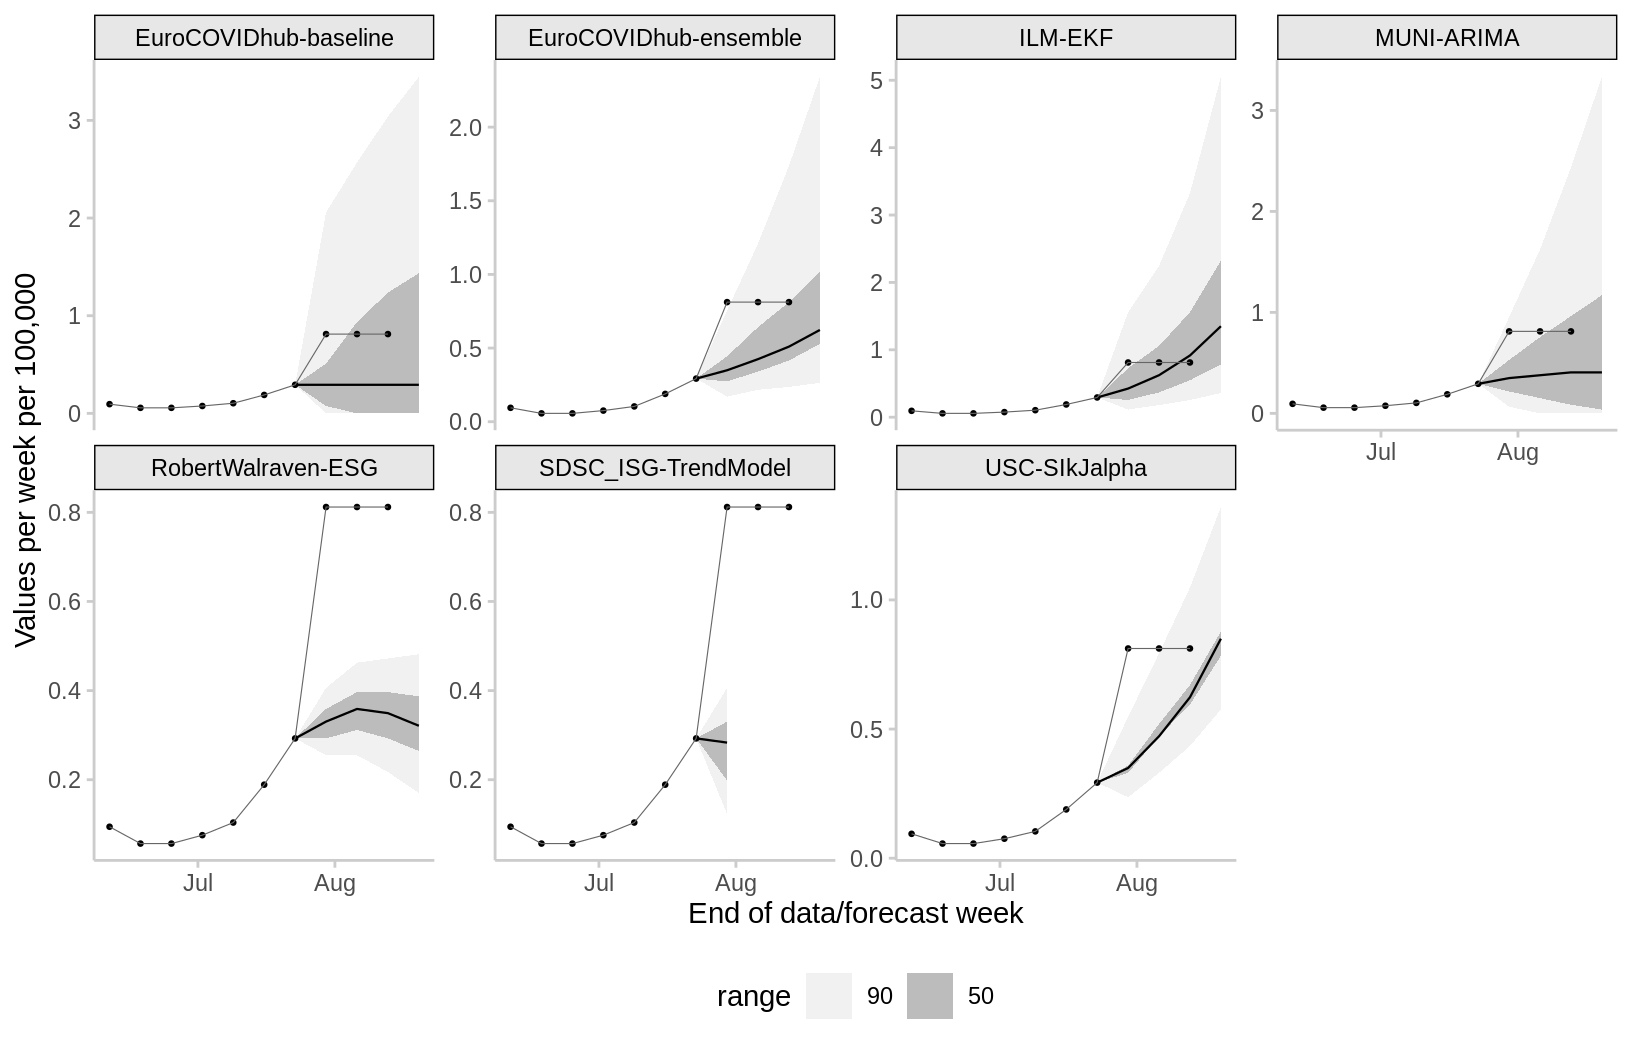 EuroCOVIDhub-baseline
EuroCOVIDhub-ensemble
ILM-EKF
MUNI-ARIMA
3
2
1
0
2.0
1.5
1.0
0.5
0.0
5
4
3
2
1
0
3
2
1
0
Jul
Aug
Values per week per 100,000
RobertWalraven-ESG
SDSC_ISG-TrendModel
USC-SIkJalpha
0.8
0.6
0.4
0.2
Jul
Aug
0.8
0.6
0.4
0.2
Jul
Aug
1.0
0.5
0.0
Jul
Aug
End of data/forecast week
range 90 50